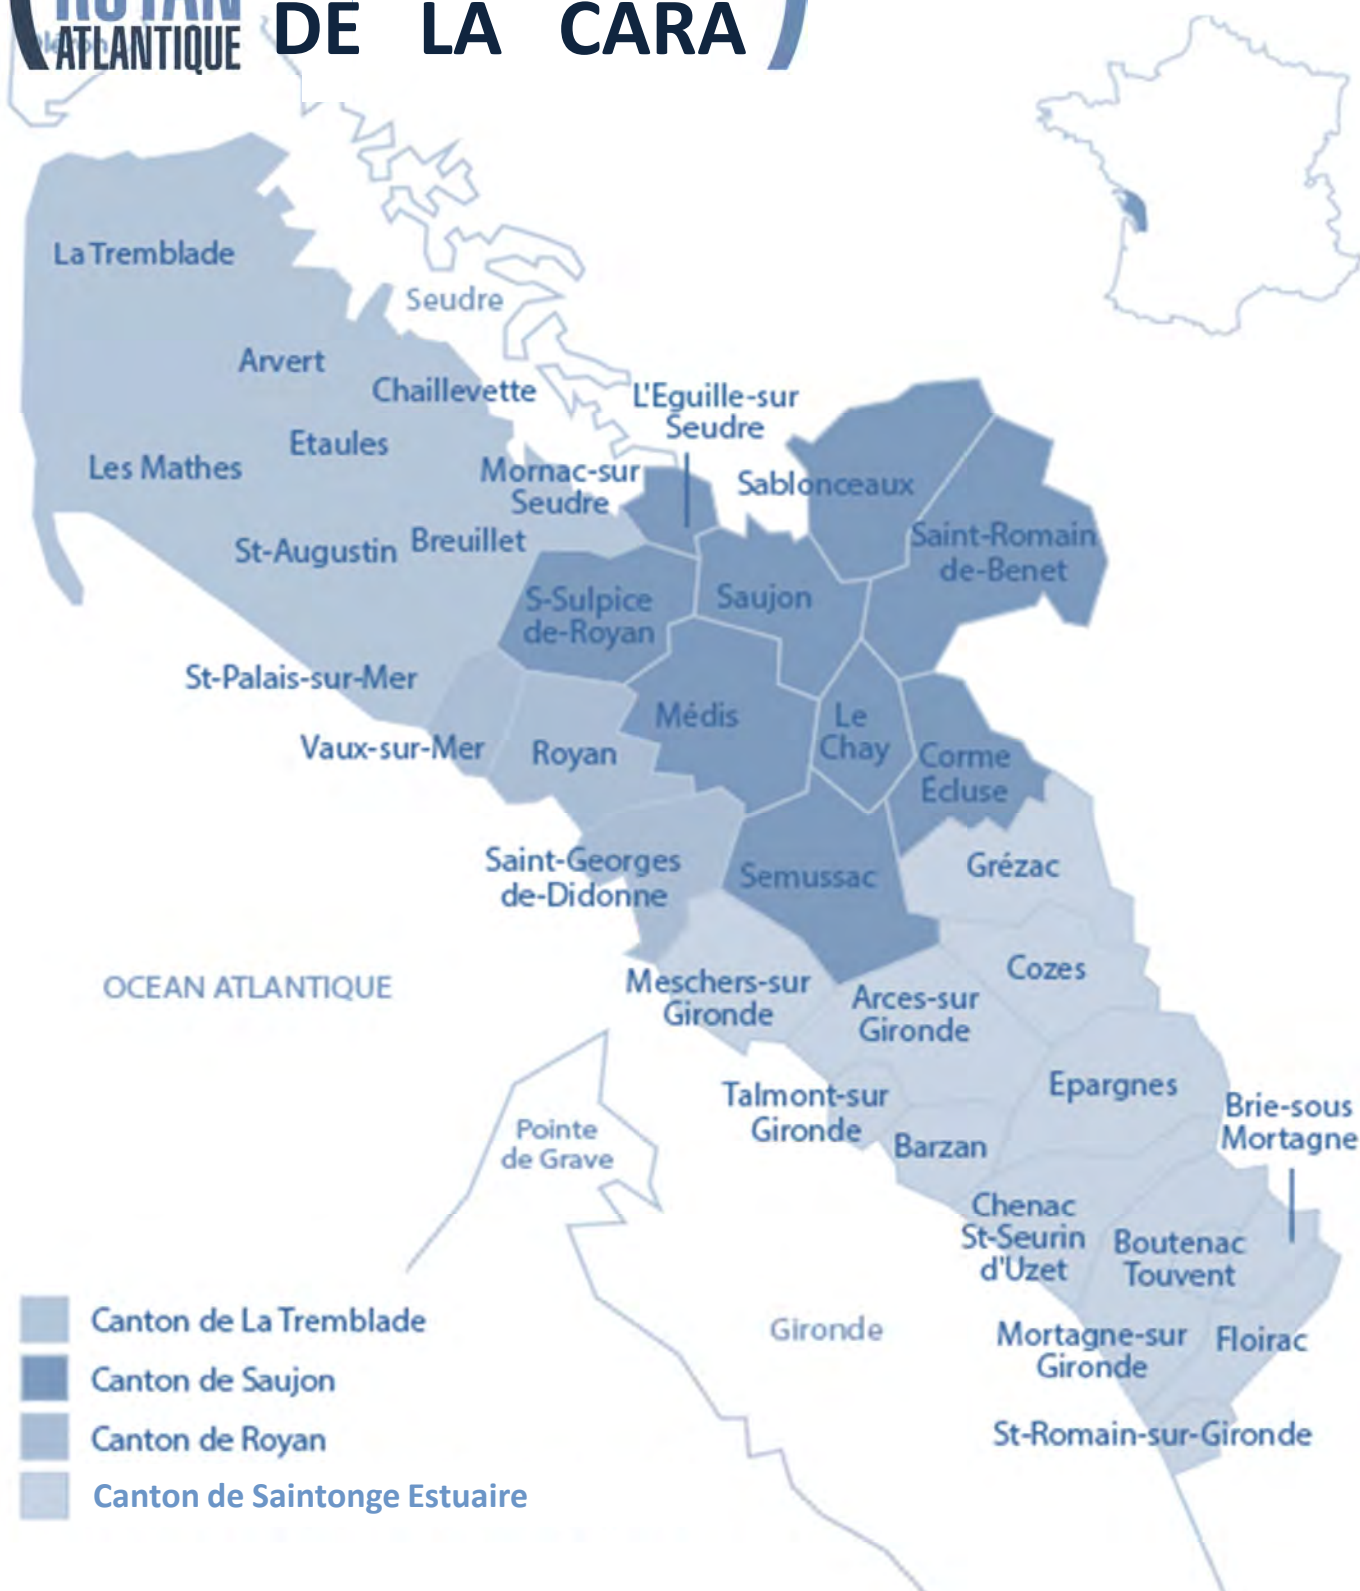 ROYAN
ATLANTIQUE
DE LA CARA
Oléron
La Tremblade
Seudre
Arvert
Chaillevette
L'Eguille-sur
Seudre
Etaules
Les Mathes
Mornac-sur
Seudre
Sablonceaux
St-Augustin
Breuillet
Saint-Romain
de-Benet
S-Sulpice
de-Royan
Saujon
St-Palais-sur-Mer
Médis
Le
Chay
Vaux-sur-Mer
Royan
Corme
Écluse
Saint-Georges
de-Didonne
Semussac
Grézac
OCEAN ATLANTIQUE
Meschers-sur
Gironde
Arces-sur
Gironde
Cozes
Talmont-sur
Gironde
Epargnes
Brie-sous
Mortagne
Pointe
de Grave
Barzan
Chenac
St-Seurin
d'Uzet
Boutenac
Touvent
Gironde
Mortagne-sur
Gironde
Floirac
St-Romain-sur-Gironde
Canton de La Tremblade
Canton de Saujon
Canton de Royan
Canton de Saintonge Estuaire